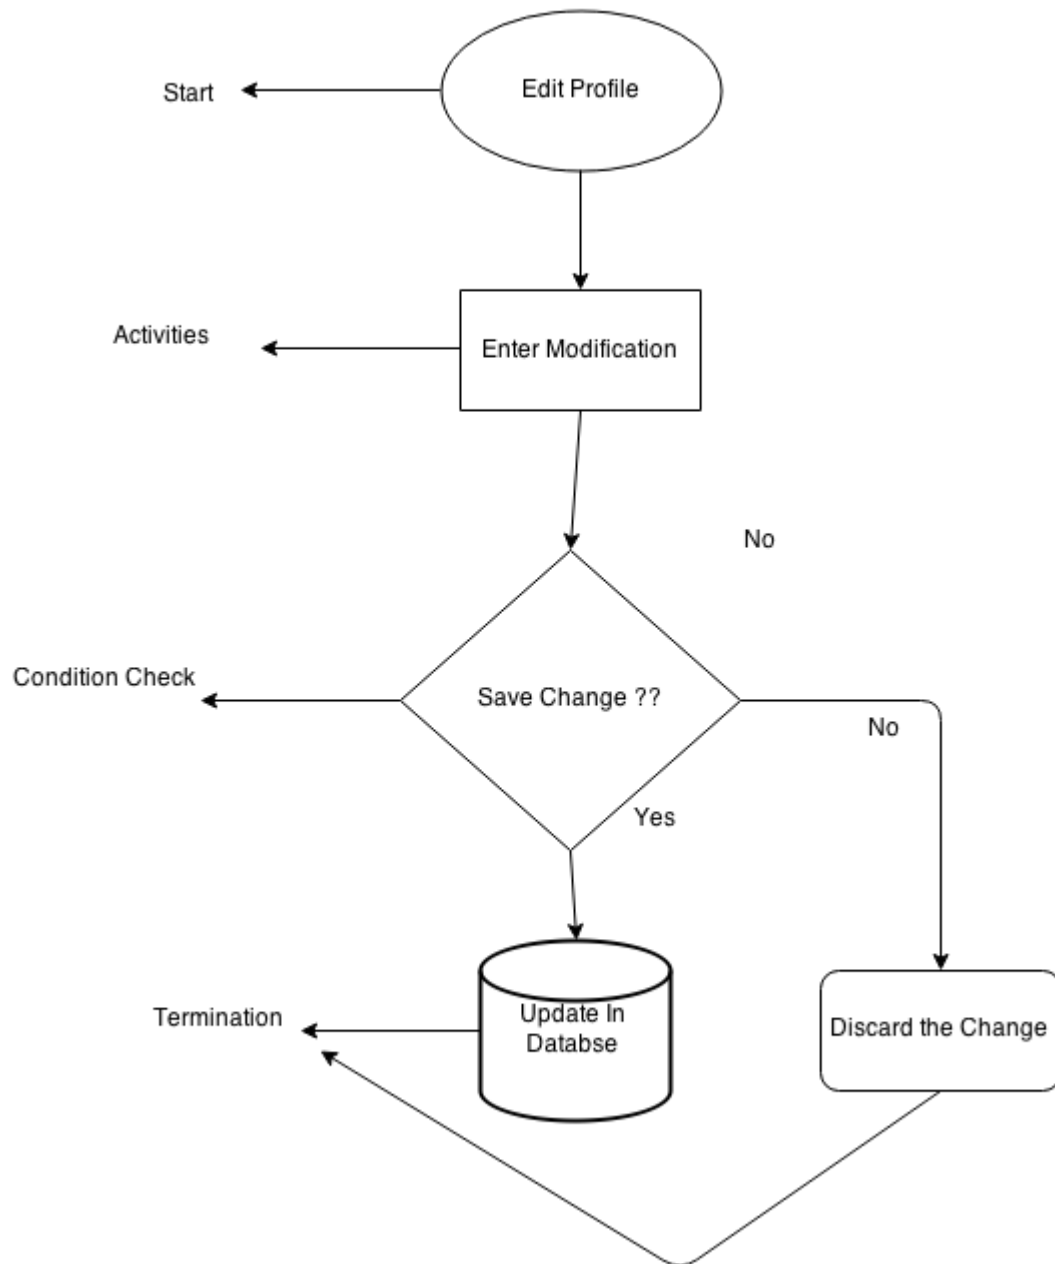 Edit Profile
Start
Activities
Enter Modification
No
Condition Check
Save Change ??
No
Yes
Termination
Update In
Databse
Discard the Change